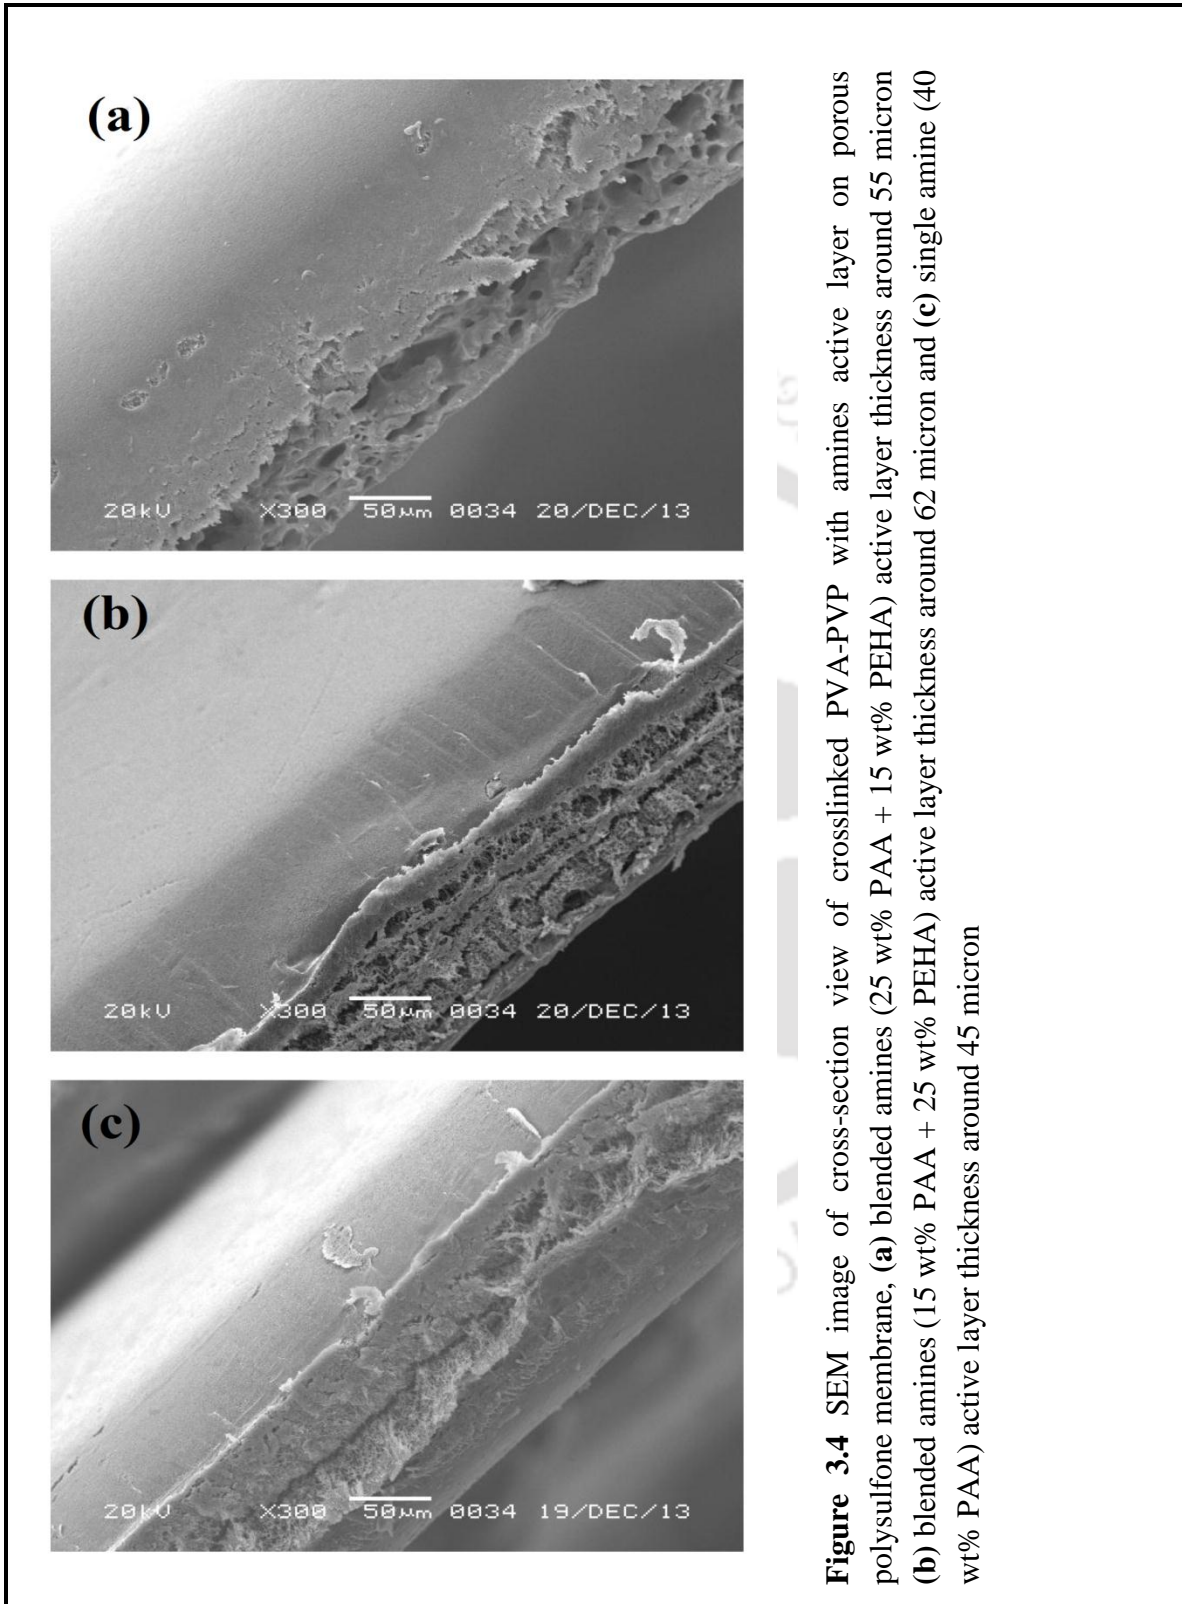 (a)
20kV X300 50μm 0034 20/DEC/13
(b)
20kV X300 50μm 0034 20/DEC/13
(c)
20kV X300 50μm 0034 19/DEC/13
Figure 3.4 SEM image of cross-section view of crosslinked PVA-PVP with amines active layer on porous
polysulfone membrane, (a) blended amines (25 wt% PAA + 15 wt% PEHA) active layer thickness around 55 micron
(b) blended amines (15 wt% PAA + 25 wt% PEHA) active layer thickness around 62 micron and (c) single amine (40
wt% PAA) active layer thickness around 45 micron